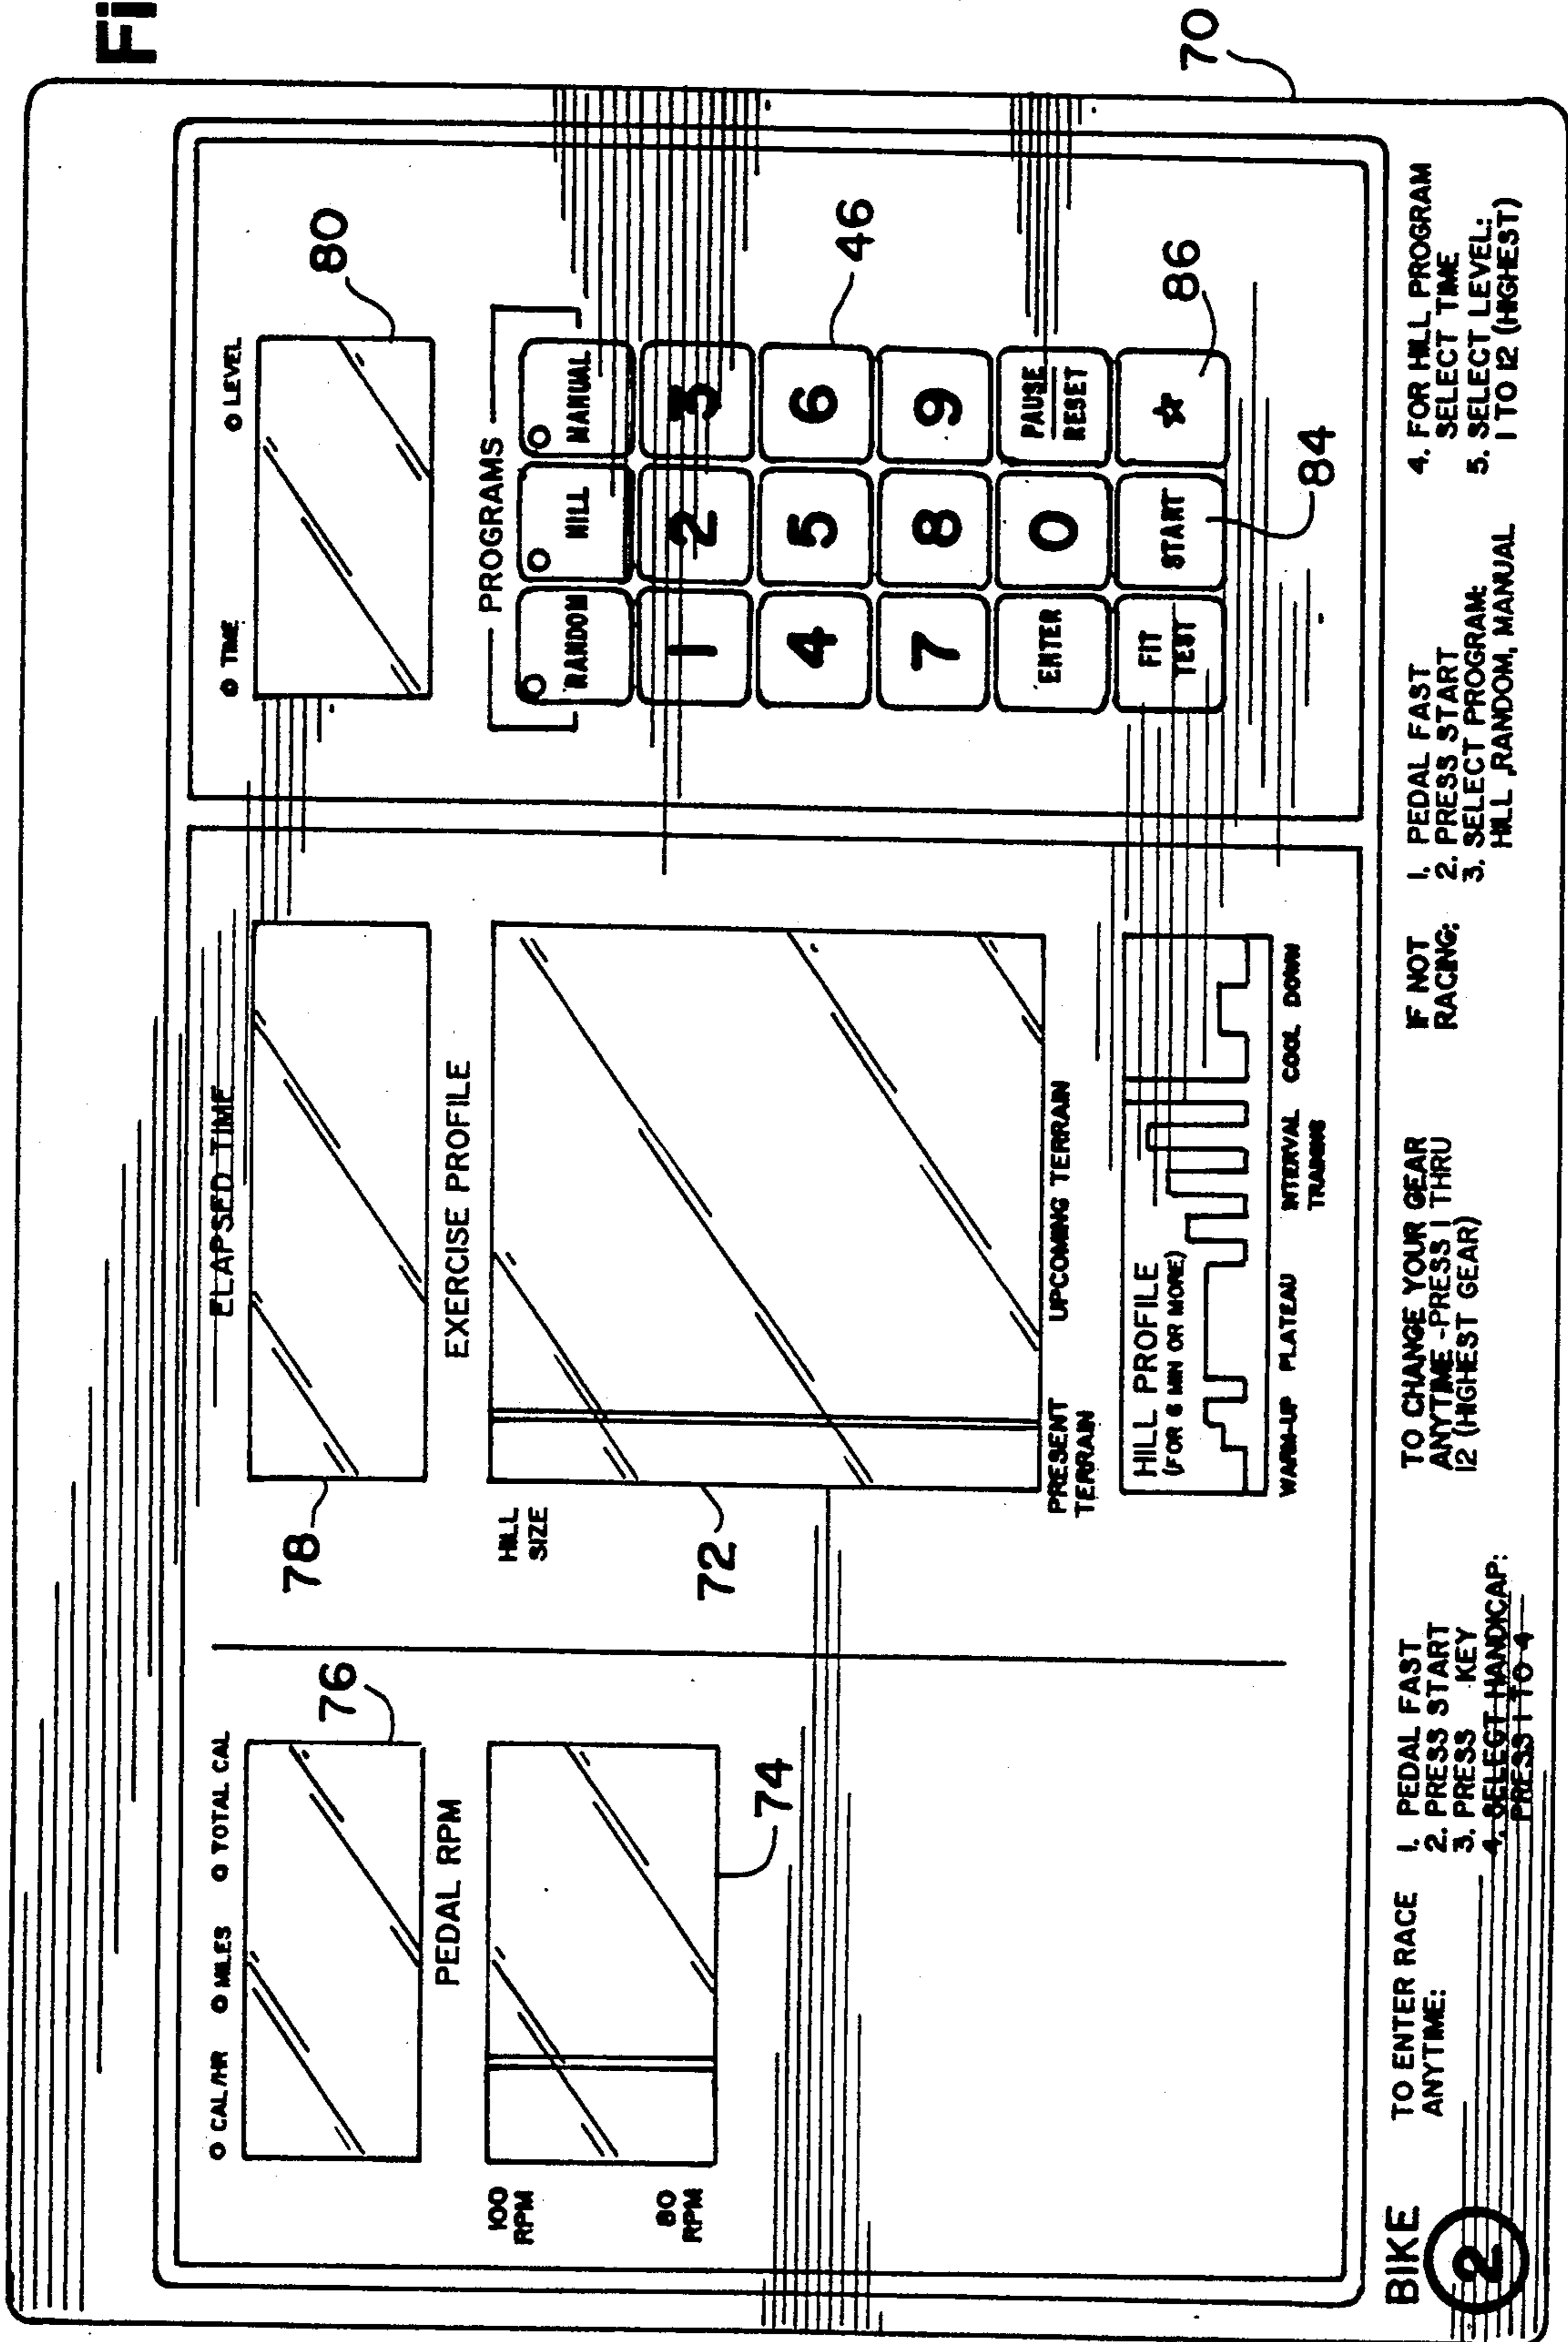 Fi
70
CAL/HR MILES TOTAL CAL
76
PEDAL RPM
100
RPM
80
RPM
74
ELAPSED TIME
78
EXERCISE PROFILE
HILL
SIZE
72
PRESENT
TERRAIN
UPCOMING TERRAIN
HILL PROFILE
(FOR 6 MIN OR MORE)
WARM-UP PLATEAU INTERVAL
TRAINING
COOL DOWN
TIME LEVEL
80
PROGRAMS
RANDOM HILL MANUAL
1 2 3
4 5 6
46
7 8 9
ENTER 0 PAUSE
RESET
FIT
TEST
START ☆
86
84
BIKE
2
TO ENTER RACE
ANYTIME:
1. PEDAL FAST
2. PRESS START
3. PRESS KEY
4. SELECT HANDICAP:
PRESS 1 TO 4
TO CHANGE YOUR GEAR
ANYTIME-PRESS 1 THRU
12 (HIGHEST GEAR)
IF NOT
RACING:
1. PEDAL FAST
2. PRESS START
3. SELECT PROGRAM:
HILL, RANDOM, MANUAL
4. FOR HILL PROGRAM
SELECT TIME
5. SELECT LEVEL:
1 TO 12 (HIGHEST)